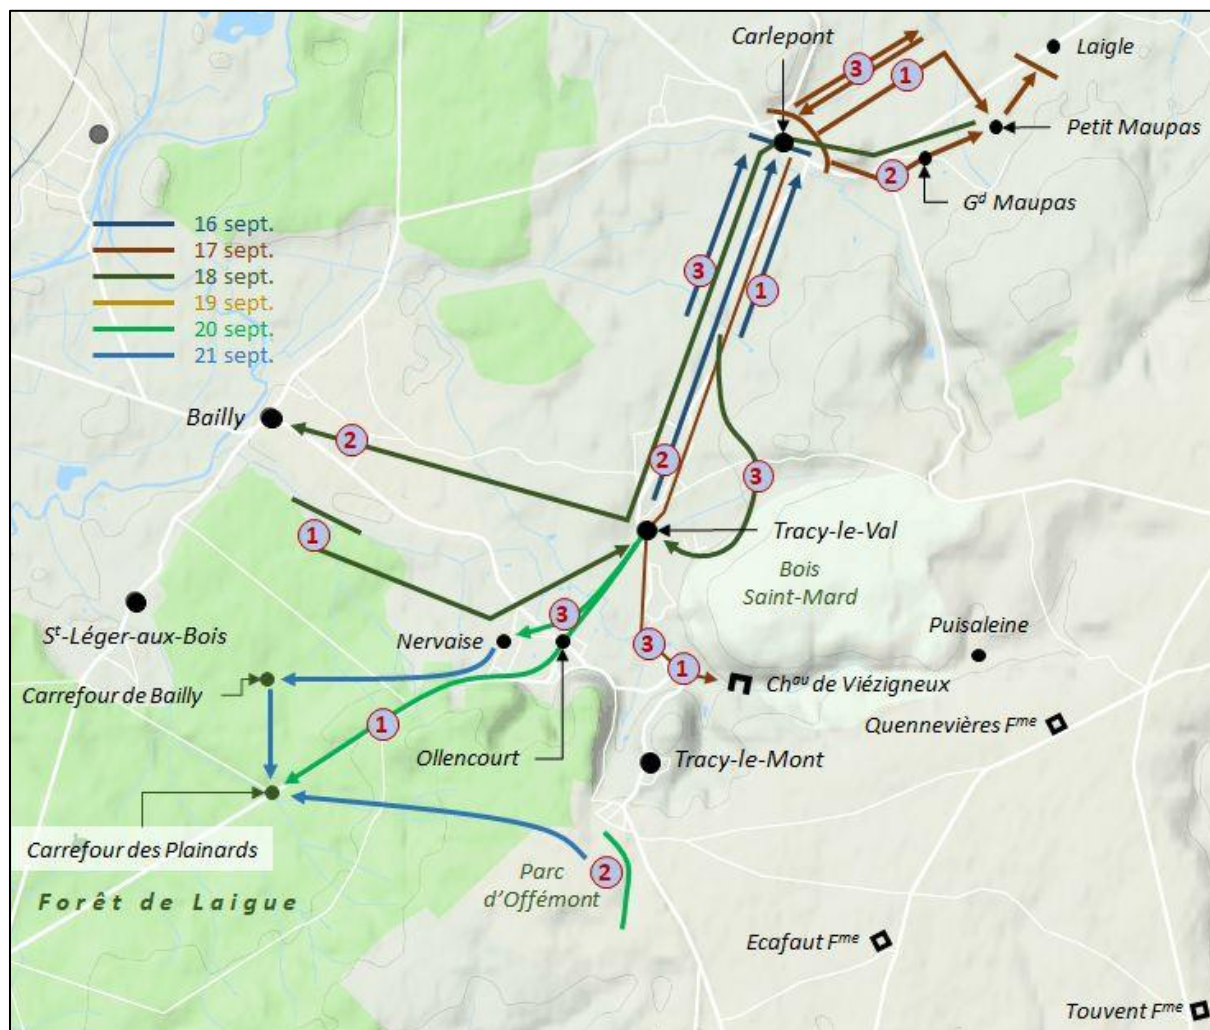 Carlepont
Laigle
3
1
Petit Maupas
2
Gd Maupas
16 sept.
17 sept.
18 sept.
19 sept.
20 sept.
21 sept.
3
1
Bailly
2
2
3
1
Tracy-le-Val
Bois
Saint-Mard
3
St-Léger-aux-Bois
Nervaise
3
1
Puisaleine
Carrefour de Bailly
Chau de Viézigneux
1
Quennevières Fme
Ollencourt
Tracy-le-Mont
Carrefour des Plainards
Parc
d'Offémont
2
Forêt de Laigue
Ecafaut Fme
Touvent Fme